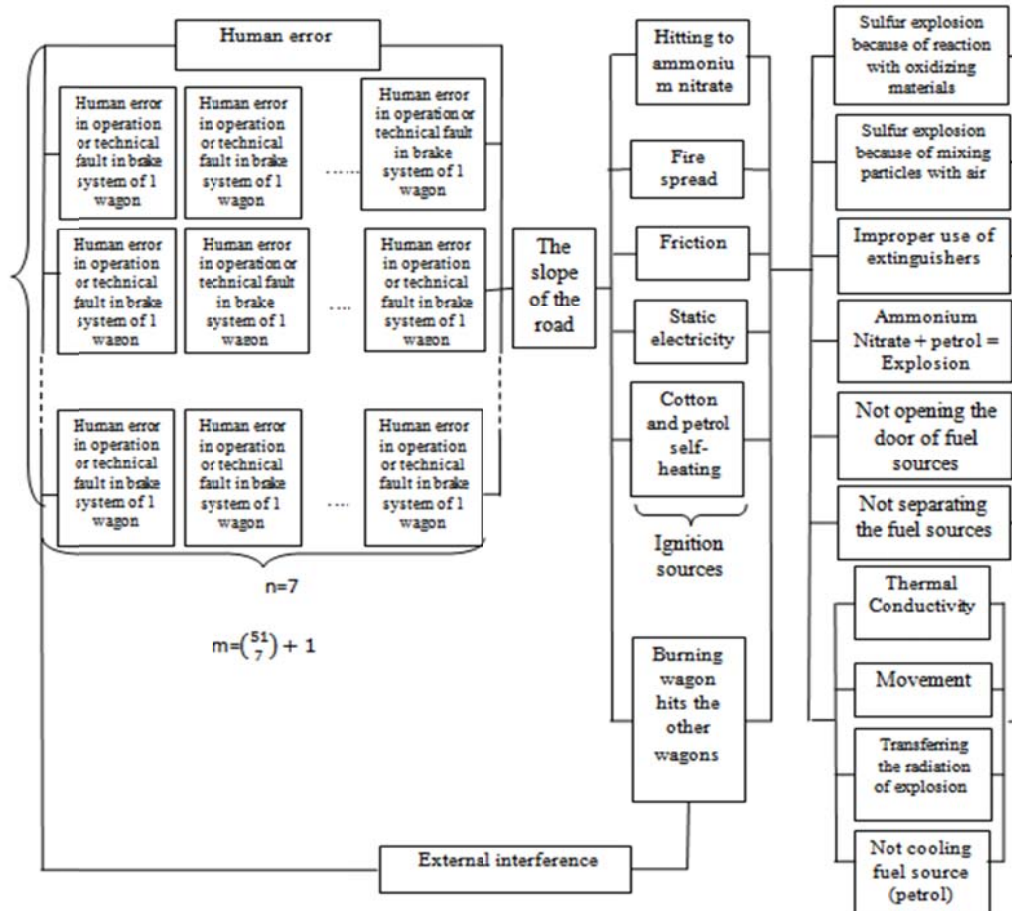 Human error
Human error
in operation
or technical
fault in brake
system of 1
wagon
Human error
in operation
or technical
fault in brake
system of 1
wagon
.....
Human error
in operation or
technical fault
in brake
system of 1
wagon
Human error
in operation
or technical
fault in brake
system of 1
wagon
Human error
in operation or
technical fault
in brake
system of 1
wagon
....
Human error
in operation
or technical
fault in brake
system of 1
wagon
Human error
in operation
or technical
fault in brake
system of 1
wagon
Human error
in operation
or technical
fault in brake
system of 1
wagon
....
Human error
in operation
or technical
fault in brake
system of 1
wagon
n=7
m=(51/7) + 1
The
slope
of the
road
Hitting to
ammoniu
m nitrate
Fire
spread
Friction
Static
electricity
Cotton
and petrol
self-
heating
Ignition
sources
Burning
wagon
hits the
other
wagons
External interference
Sulfur explosion
because of reaction
with oxidizing
materials
Sulfur explosion
because of mixing
particles with air
Improper use of
extinguishers
Ammonium
Nitrate + petrol =
Explosion
Not opening the
door of fuel
sources
Not separating
the fuel sources
Thermal
Conductivity
Movement
Transferring
the radiation
of explosion
Not cooling
fuel source
(petrol)